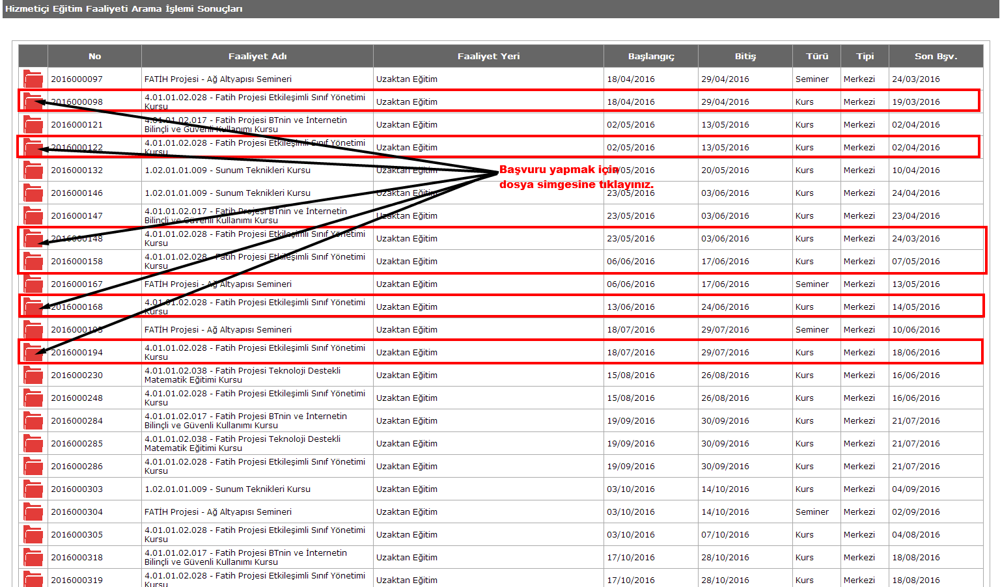 Hizmetiçi Eğitim Faaliyeti Arama İşlemi Sonuçları
No Faaliyet Adı Faaliyet Yeri Başlangıç Bitiş Türü Tipi Son Bşv.
2016000097 FATİH Projesi - Ağ Altyapısı Semineri Uzaktan Eğitim 18/04/2016 29/04/2016 Seminer Merkezi 24/03/2016
2016000098 4.01.01.02.028 - Fatih Projesi Etkileşimli Sınıf Yönetimi
Kursu Uzaktan Eğitim 18/04/2016 29/04/2016 Kurs Merkezi 19/03/2016
2016000121 4.01.01.02.017 - Fatih Projesi BTnin ve İnternetin
Bilinçli ve Güvenli Kullanımı Kursu Uzaktan Eğitim 02/05/2016 13/05/2016 Kurs Merkezi 02/04/2016
2016000122 4.01.01.02.028 - Fatih Projesi Etkileşimli Sınıf Yönetimi
Kursu Uzaktan Eğitim 02/05/2016 13/05/2016 Kurs Merkezi 02/04/2016
2016000132 1.02.01.01.009 - Sunum Teknikleri Kursu Uzaktan Eğitim 09/05/2016 20/05/2016 Kurs Merkezi 10/04/2016
Başvuru yapmak için
dosya simgesine tıklayınız.
2016000146 1.02.01.01.009 - Sunum Teknikleri Kursu Uzaktan Eğitim 23/05/2016 03/06/2016 Kurs Merkezi 24/04/2016
2016000147 4.01.01.02.017 - Fatih Projesi BTnin ve İnternetin
Bilinçli ve Güvenli Kullanımı Kursu Uzaktan Eğitim 23/05/2016 03/06/2016 Kurs Merkezi 23/04/2016
2016000148 4.01.01.02.028 - Fatih Projesi Etkileşimli Sınıf Yönetimi
Kursu Uzaktan Eğitim 23/05/2016 03/06/2016 Kurs Merkezi 24/03/2016
2016000158 4.01.01.02.028 - Fatih Projesi Etkileşimli Sınıf Yönetimi
Kursu Uzaktan Eğitim 06/06/2016 17/06/2016 Kurs Merkezi 07/05/2016
2016000167 FATİH Projesi - Ağ Altyapısı Semineri Uzaktan Eğitim 06/06/2016 17/06/2016 Seminer Merkezi 13/05/2016
2016000168 4.01.01.02.028 - Fatih Projesi Etkileşimli Sınıf Yönetimi
Kursu Uzaktan Eğitim 13/06/2016 24/06/2016 Kurs Merkezi 14/05/2016
2016000193 FATİH Projesi - Ağ Altyapısı Semineri Uzaktan Eğitim 18/07/2016 29/07/2016 Seminer Merkezi 10/06/2016
2016000194 4.01.01.02.028 - Fatih Projesi Etkileşimli Sınıf Yönetimi
Kursu Uzaktan Eğitim 18/07/2016 29/07/2016 Kurs Merkezi 18/06/2016
2016000230 4.01.01.02.038 - Fatih Projesi Teknoloji Destekli
Matematik Eğitimi Kursu Uzaktan Eğitim 15/08/2016 26/08/2016 Kurs Merkezi 16/06/2016
2016000248 4.01.01.02.028 - Fatih Projesi Etkileşimli Sınıf Yönetimi
Kursu Uzaktan Eğitim 15/08/2016 26/08/2016 Kurs Merkezi 16/06/2016
2016000284 4.01.01.02.017 - Fatih Projesi BTnin ve İnternetin
Bilinçli ve Güvenli Kullanımı Kursu Uzaktan Eğitim 19/09/2016 30/09/2016 Kurs Merkezi 21/07/2016
2016000285 4.01.01.02.038 - Fatih Projesi Teknoloji Destekli
Matematik Eğitimi Kursu Uzaktan Eğitim 19/09/2016 30/09/2016 Kurs Merkezi 21/07/2016
2016000286 4.01.01.02.028 - Fatih Projesi Etkileşimli Sınıf Yönetimi
Kursu Uzaktan Eğitim 19/09/2016 30/09/2016 Kurs Merkezi 21/07/2016
2016000303 1.02.01.01.009 - Sunum Teknikleri Kursu Uzaktan Eğitim 03/10/2016 14/10/2016 Kurs Merkezi 04/09/2016
2016000304 FATİH Projesi - Ağ Altyapısı Semineri Uzaktan Eğitim 03/10/2016 14/10/2016 Seminer Merkezi 02/09/2016
2016000305 4.01.01.02.028 - Fatih Projesi Etkileşimli Sınıf Yönetimi
Kursu Uzaktan Eğitim 03/10/2016 07/10/2016 Kurs Merkezi 04/08/2016
2016000318 4.01.01.02.017 - Fatih Projesi BTnin ve İnternetin
Bilinçli ve Güvenli Kullanımı Kursu Uzaktan Eğitim 17/10/2016 28/10/2016 Kurs Merkezi 18/08/2016
2016000319 4.01.01.02.028 - Fatih Projesi Etkileşimli Sınıf Yönetimi
Kursu Uzaktan Eğitim 17/10/2016 28/10/2016 Kurs Merkezi 18/08/2016